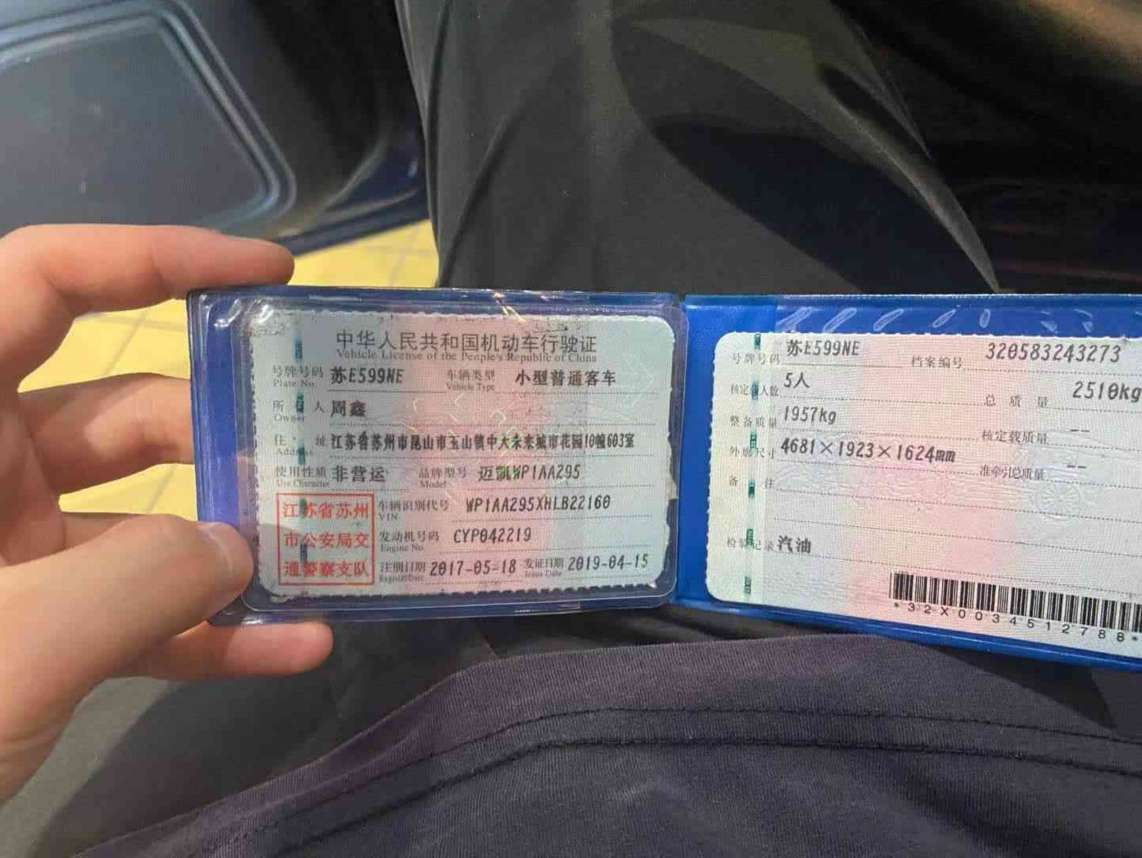 中华人民共和国机动车行驶证
Vehicle License of the People's Republic of China
号牌号码 Plate No. 苏E599NE 车辆类型 Vehicle Type 小型普通客车
所有人 Owner 周鑫
住址 Address 江苏省苏州市昆山市玉山镇中大未来城市花园10幢603室
使用性质 Use Character 非营运 品牌型号 Model 迈凯WP1AA295
江苏省苏州
市公安局交
通警察支队
车辆识别代号 VIN WP1AA295XHLB22160
发动机号码 Engine No. CYP042219
注册日期 Register Date 2017-05-18 发证日期 Issue Date 2019-04-15
号牌号码 苏E599NE 档案编号 320583243273
核定载人数 5人 总质量 2510kg
整备质量 1957kg 核定载质量 --
外廓尺寸 4681×1923×1624mm 准牵引总质量 --
备注
检验记录 汽油
*32X0034512788*